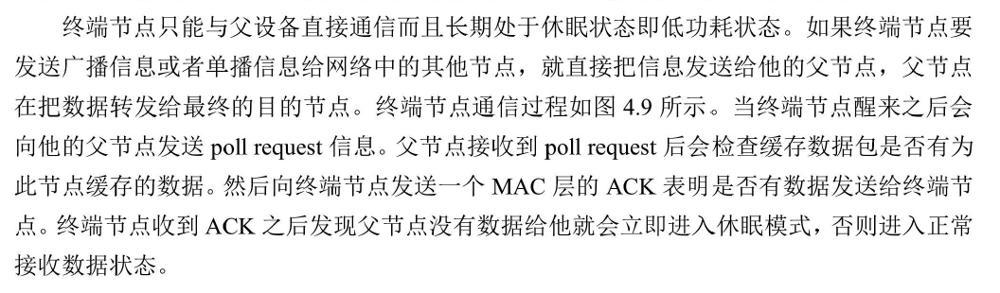 终端节点只能与父设备直接通信而且长期处于休眠状态即低功耗状态。如果终端节点要
发送广播信息或者单播信息给网络中的其他节点，就直接把信息发送给他的父节点，父节点
在把数据转发给最终的目的节点。终端节点通信过程如图 4.9 所示。当终端节点醒来之后会
向他的父节点发送 poll request 信息。父节点接收到 poll request 后会检查缓存数据包是否有为
此节点缓存的数据。然后向终端节点发送一个 MAC 层的 ACK 表明是否有数据发送给终端节
点。终端节点收到 ACK 之后发现父节点没有数据给他就会立即进入休眠模式，否则进入正常
接收数据状态。